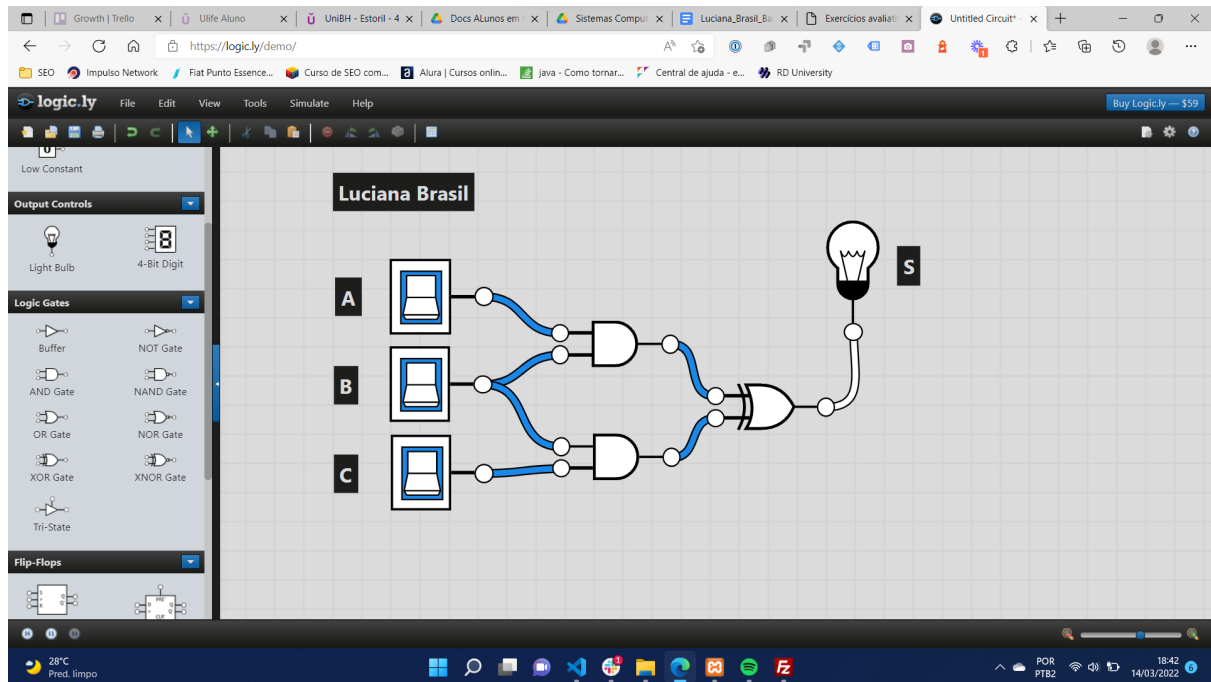 Growth | Trello
Ulife Aluno
UniBH - Estoril - 4
Docs ALunos em
Sistemas Comput
Luciana_Brasil_Ba
Exercícios avaliati
Untitled Circuit*
https://logic.ly/demo/
1
SEO
Impulso Network
Fiat Punto Essence...
Curso de SEO com...
Alura | Cursos onlin...
java - Como tornar...
Central de ajuda - e...
RD University
logic.ly
File
Edit
View
Tools
Simulate
Help
Buy Logic.ly — $59
0
Low Constant
Output Controls
Light Bulb
4-Bit Digit
Logic Gates
Buffer
NOT Gate
AND Gate
NAND Gate
OR Gate
NOR Gate
XOR Gate
XNOR Gate
Tri-State
Flip-Flops
Luciana Brasil
A
B
C
S
28°C
Pred. limpo
POR
PTB2
18:42
14/03/2022
6